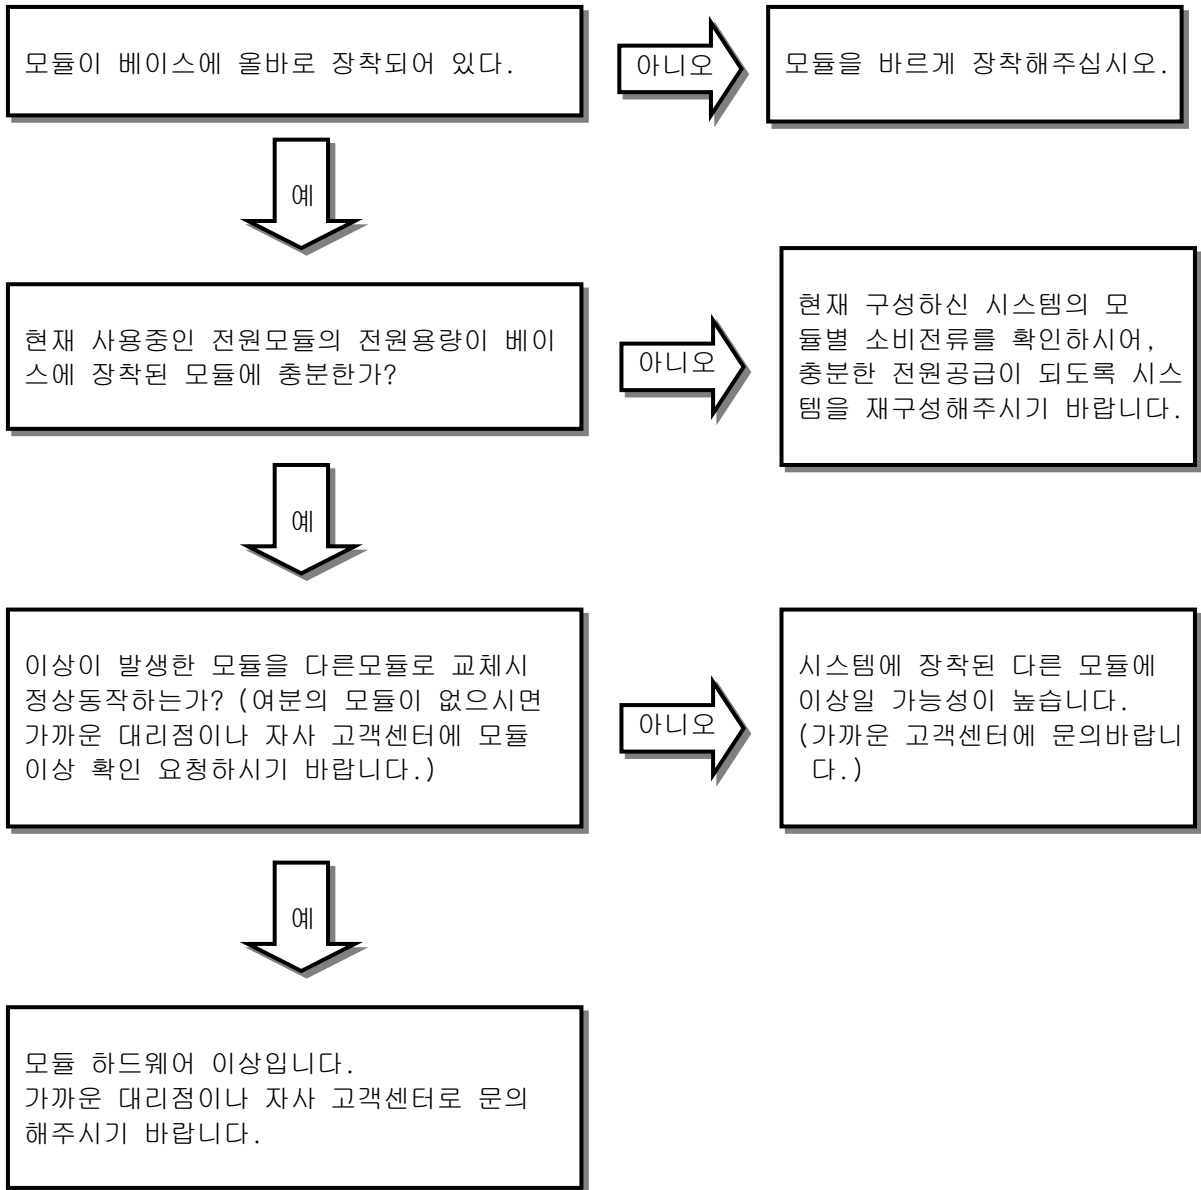 모듈이 베이스에 올바로 장착되어 있다.
아니오
모듈을 바르게 장착해주십시오.
예
현재 사용중인 전원모듈의 전원용량이 베이
스에 장착된 모듈에 충분한가?
아니오
현재 구성하신 시스템의 모
듈별 소비전류를 확인하시어,
충분한 전원공급이 되도록 시스
템을 재구성해주시기 바랍니다.
예
이상이 발생한 모듈을 다른모듈로 교체시
정상동작하는가? (여분의 모듈이 없으시면
가까운 대리점이나 자사 고객센터에 모듈
이상 확인 요청하시기 바랍니다.)
아니오
시스템에 장착된 다른 모듈에
이상일 가능성이 높습니다.
(가까운 고객센터에 문의바랍니
다.)
예
모듈 하드웨어 이상입니다.
가까운 대리점이나 자사 고객센터로 문의
해주시기 바랍니다.